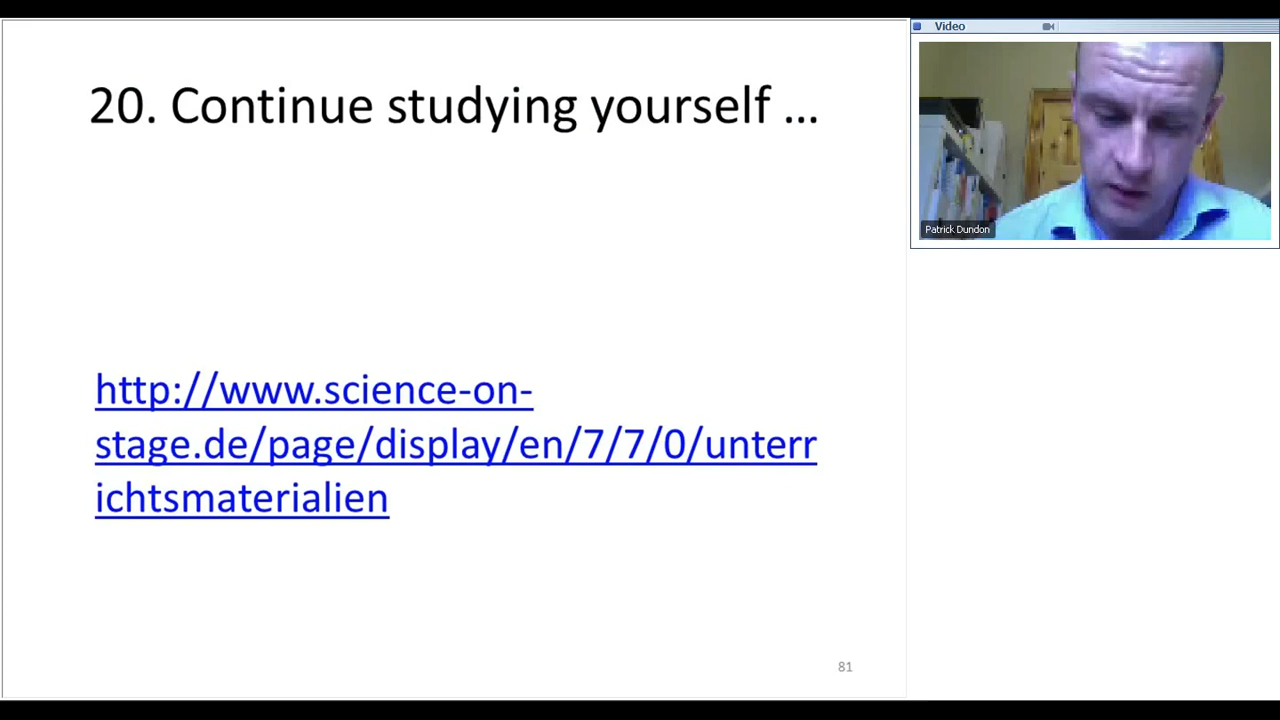 20. Continue studying yourself ...
http://www.science-on-
stage.de/page/display/en/7/7/0/unterr
ichtsmaterialien
81
Video
Patrick Dundon